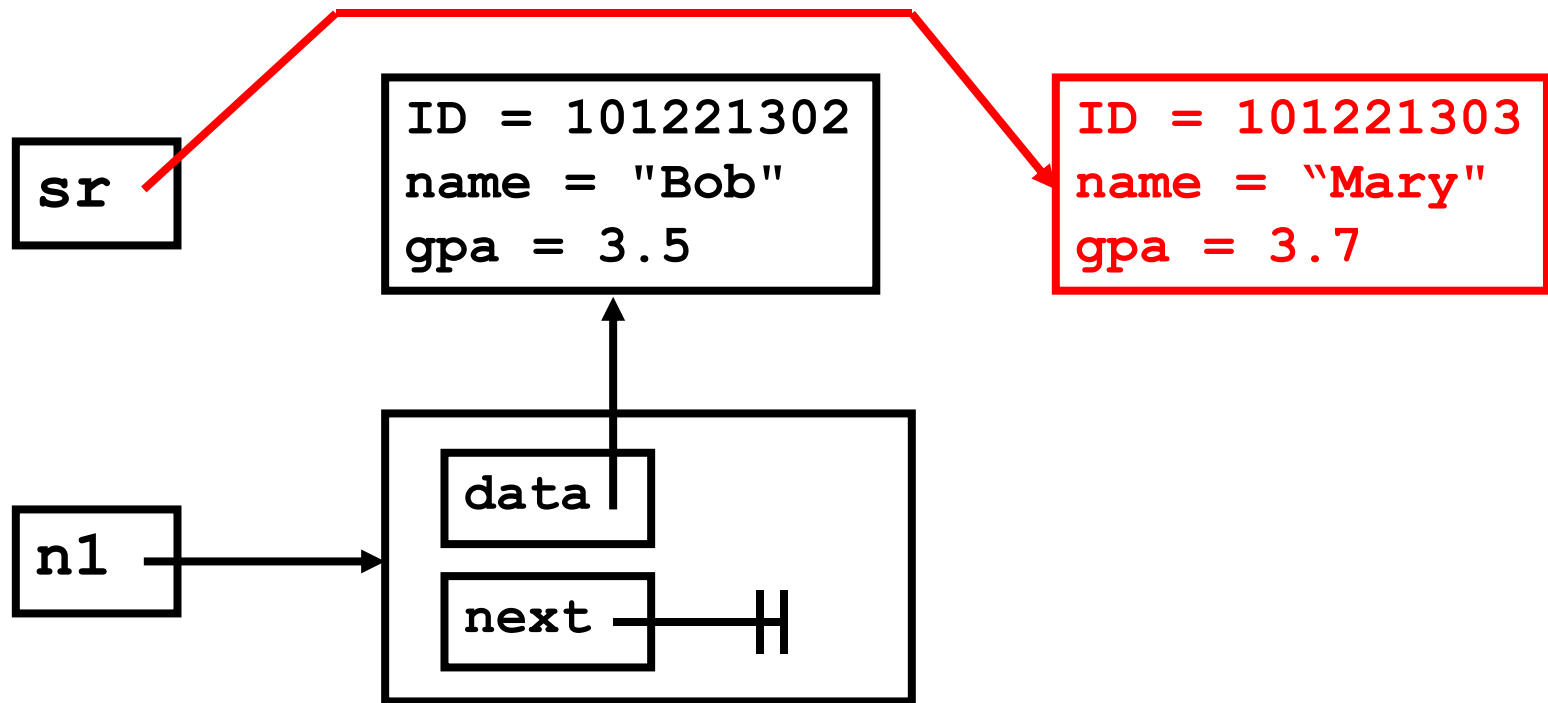 sr
ID = 101221302
name = "Bob"
gpa = 3.5
ID = 101221303
name = “Mary"
gpa = 3.7
n1
data
next